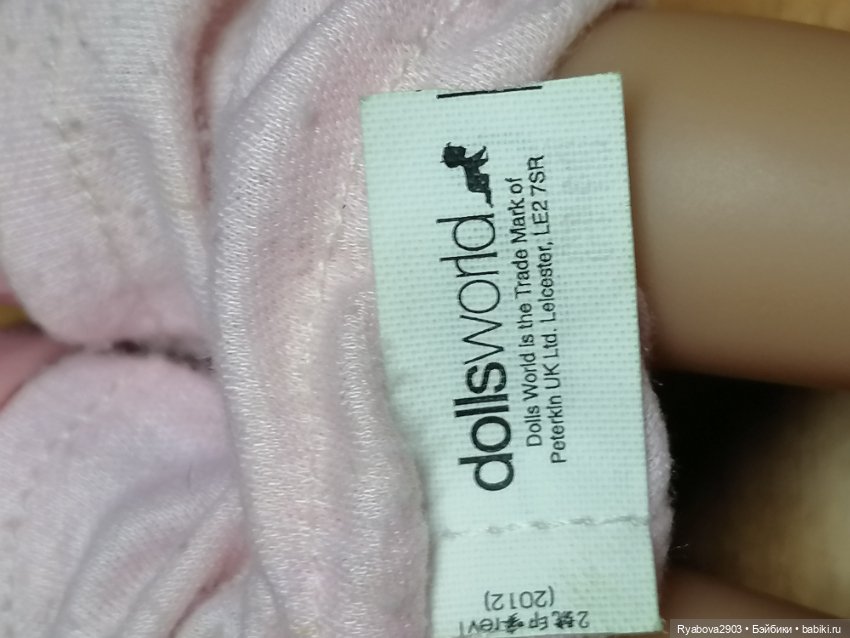 dollsworld
Dolls World is the Trade Mark of
Peterkin UK Ltd. Leicester, LE2 7SR
(2012)
Ryabova2903 • Бэйбики • babiki.ru